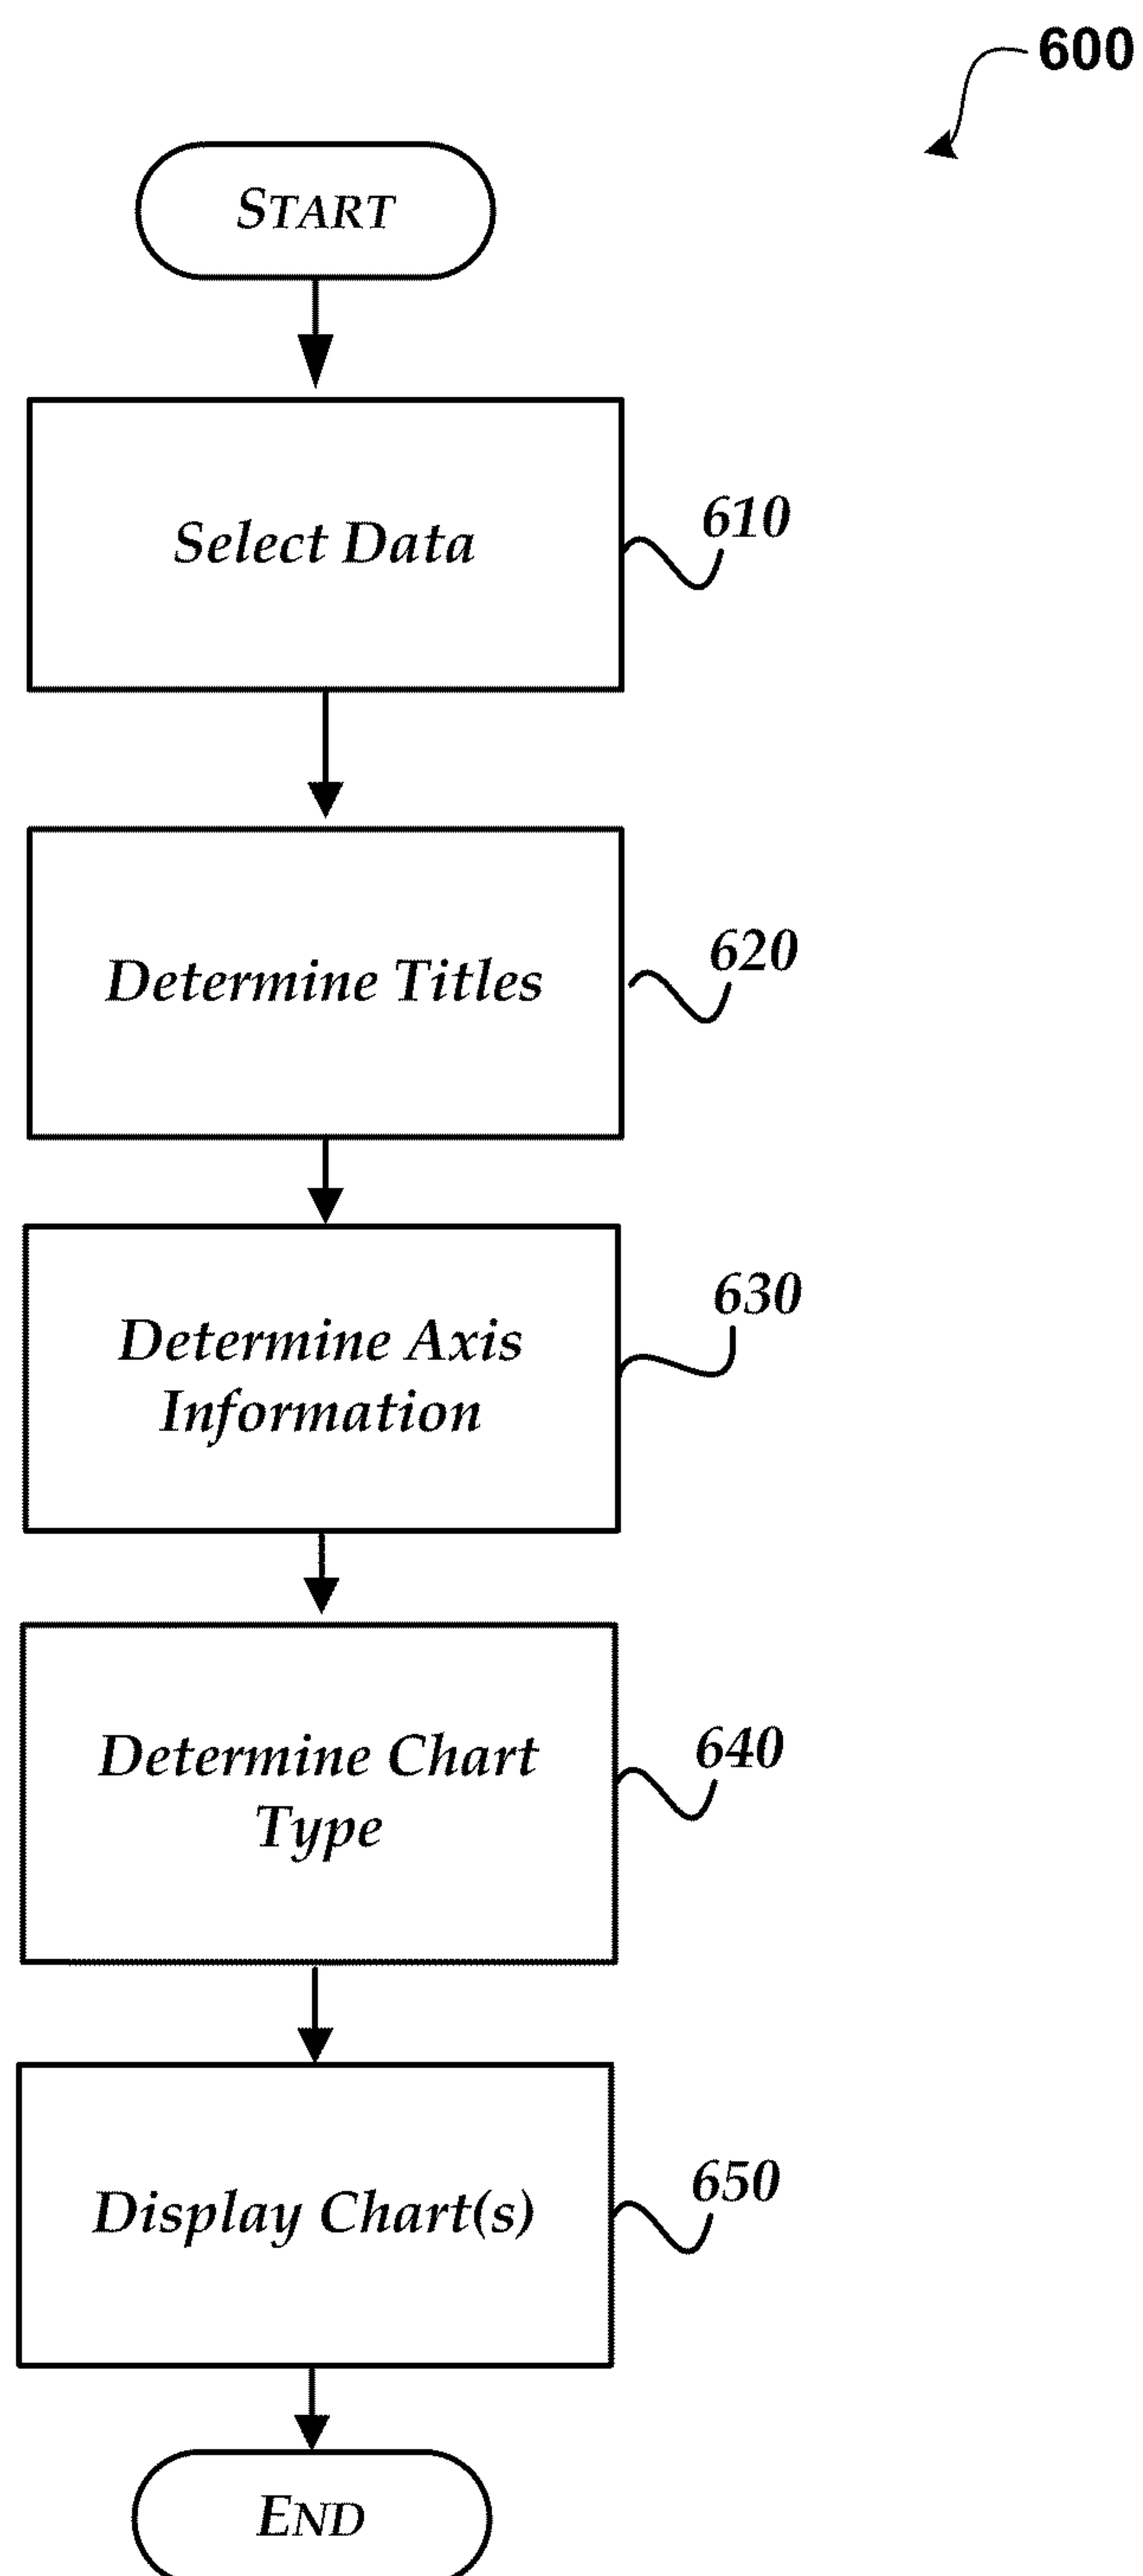 600
START
Select Data
610
Determine Titles
620
630
Determine Axis
Information
Determine Chart
Type
640
Display Chart(s)
650
END